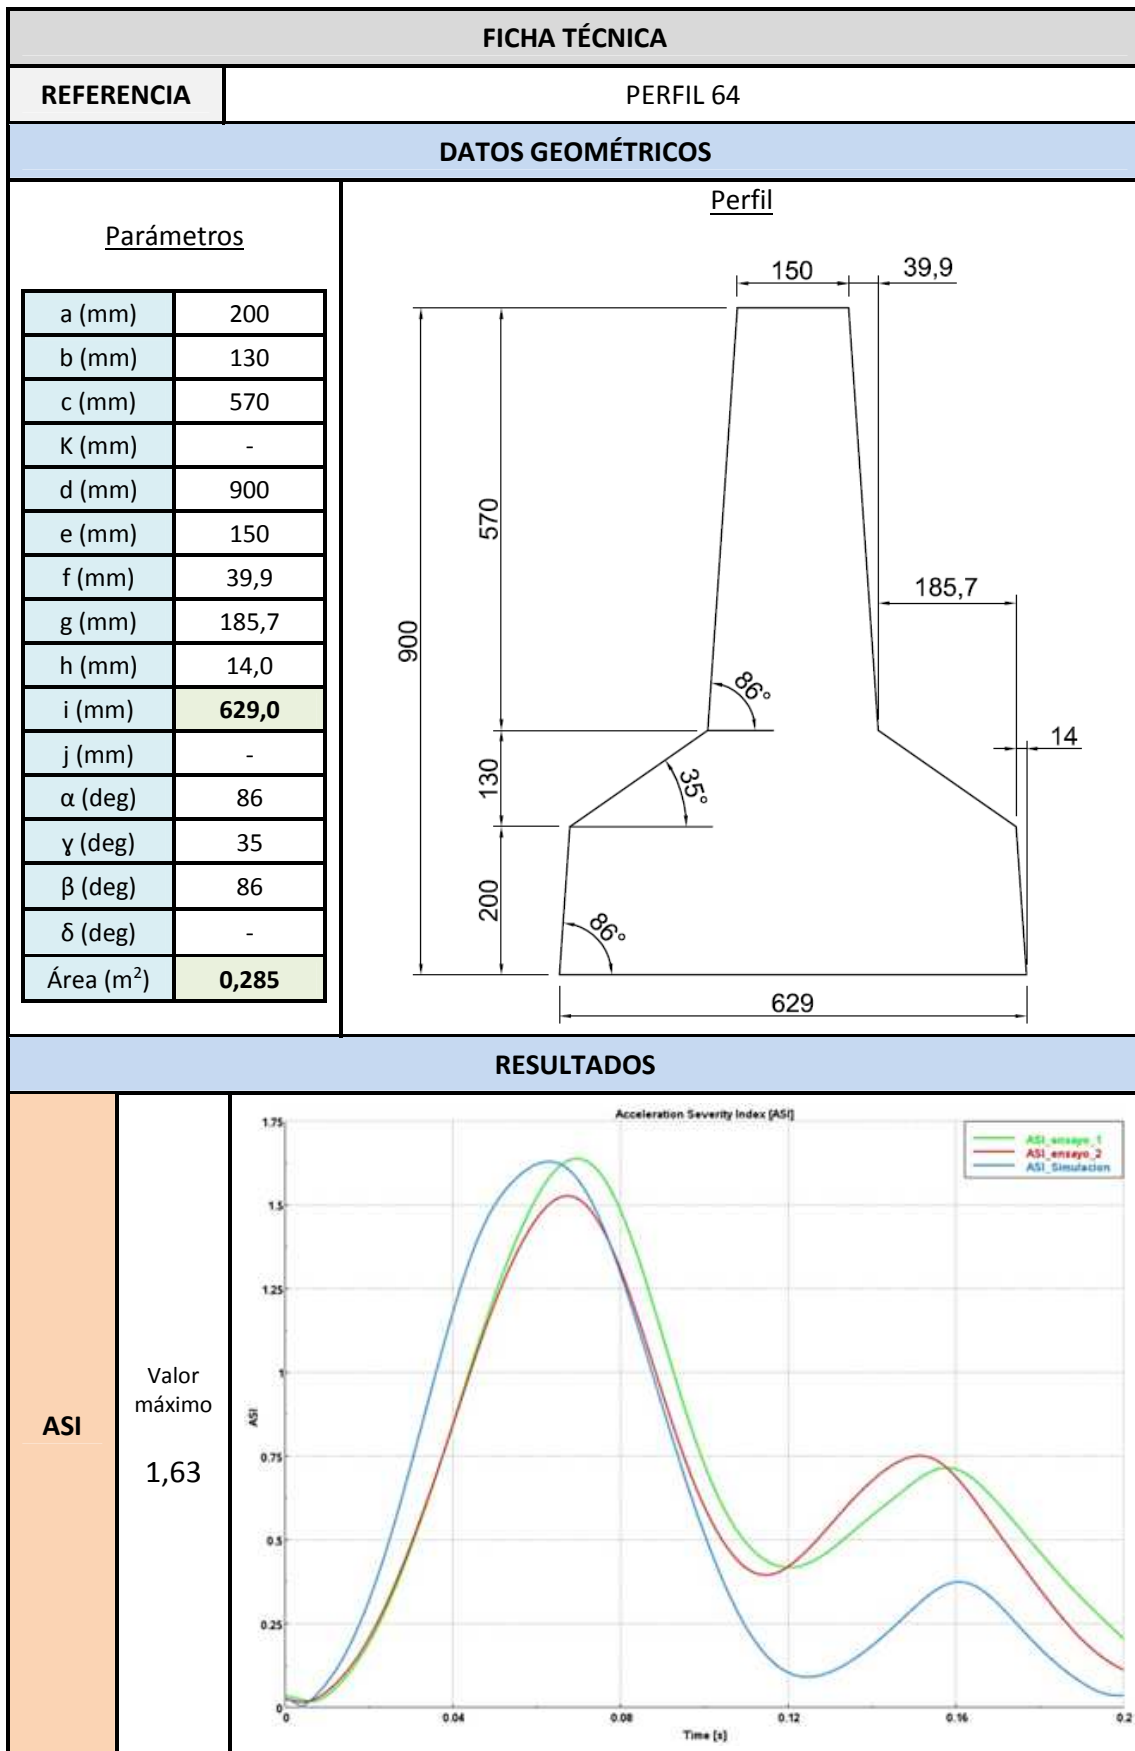 FICHA TÉCNICA
REFERENCIA PERFIL 64
DATOS GEOMÉTRICOS
Parámetros
a (mm) 200
b (mm) 130
c (mm) 570
K (mm) -
d (mm) 900
e (mm) 150
f (mm) 39,9
g (mm) 185,7
h (mm) 14,0
i (mm) 629,0
j (mm) -
α (deg) 86
ɣ (deg) 35
β (deg) 86
δ (deg) -
Área (m²) 0,285
Perfil
150 39,9
570
900
185,7
86°
14
130
35°
200
86°
629
RESULTADOS
ASI
Valor
máximo
1,63
Acceleration Severity Index [ASI]
ASI_ensayo_1
ASI_ensayo_2
ASI_Simulacion
1.75
1.5
1.25
1
0.75
0.5
0.25
0
ASI
0 0.04 0.08 0.12 0.16 0.2
Time [s]